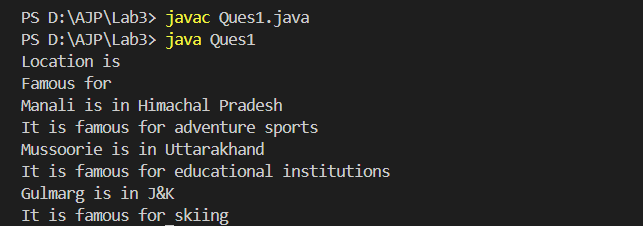 PS D:\AJP\Lab3> javac Ques1.java
PS D:\AJP\Lab3> java Ques1
Location is
Famous for
Manali is in Himachal Pradesh
It is famous for adventure sports
Mussoorie is in Uttarakhand
It is famous for educational institutions
Gulmarg is in J&K
It is famous for skiing